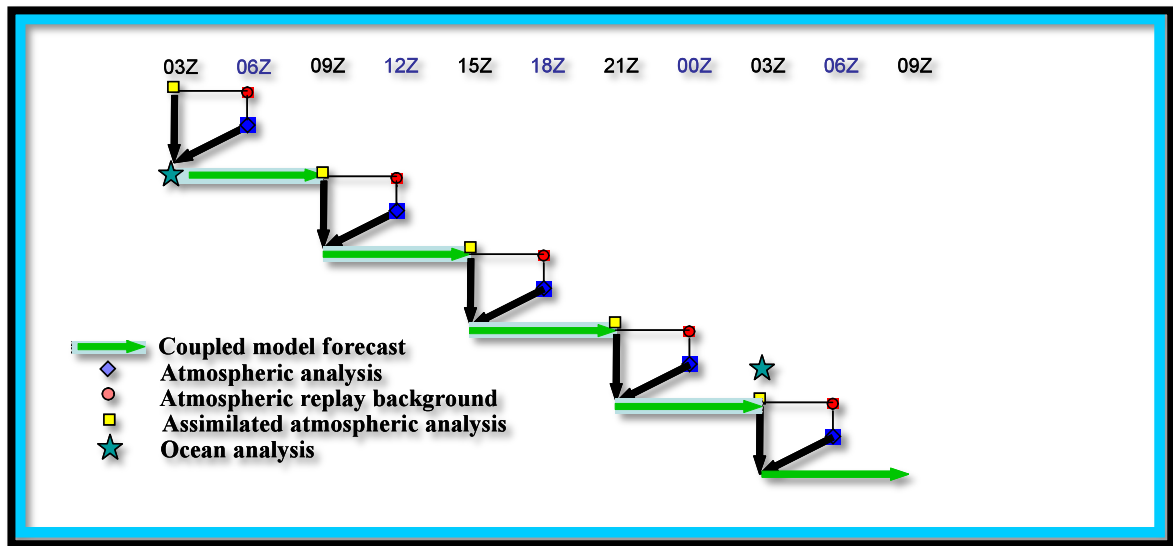 03Z 06Z 09Z 12Z 15Z 18Z 21Z 00Z 03Z 06Z 09Z
Coupled model forecast
Atmospheric analysis
Atmospheric replay background
Assimilated atmospheric analysis
Ocean analysis